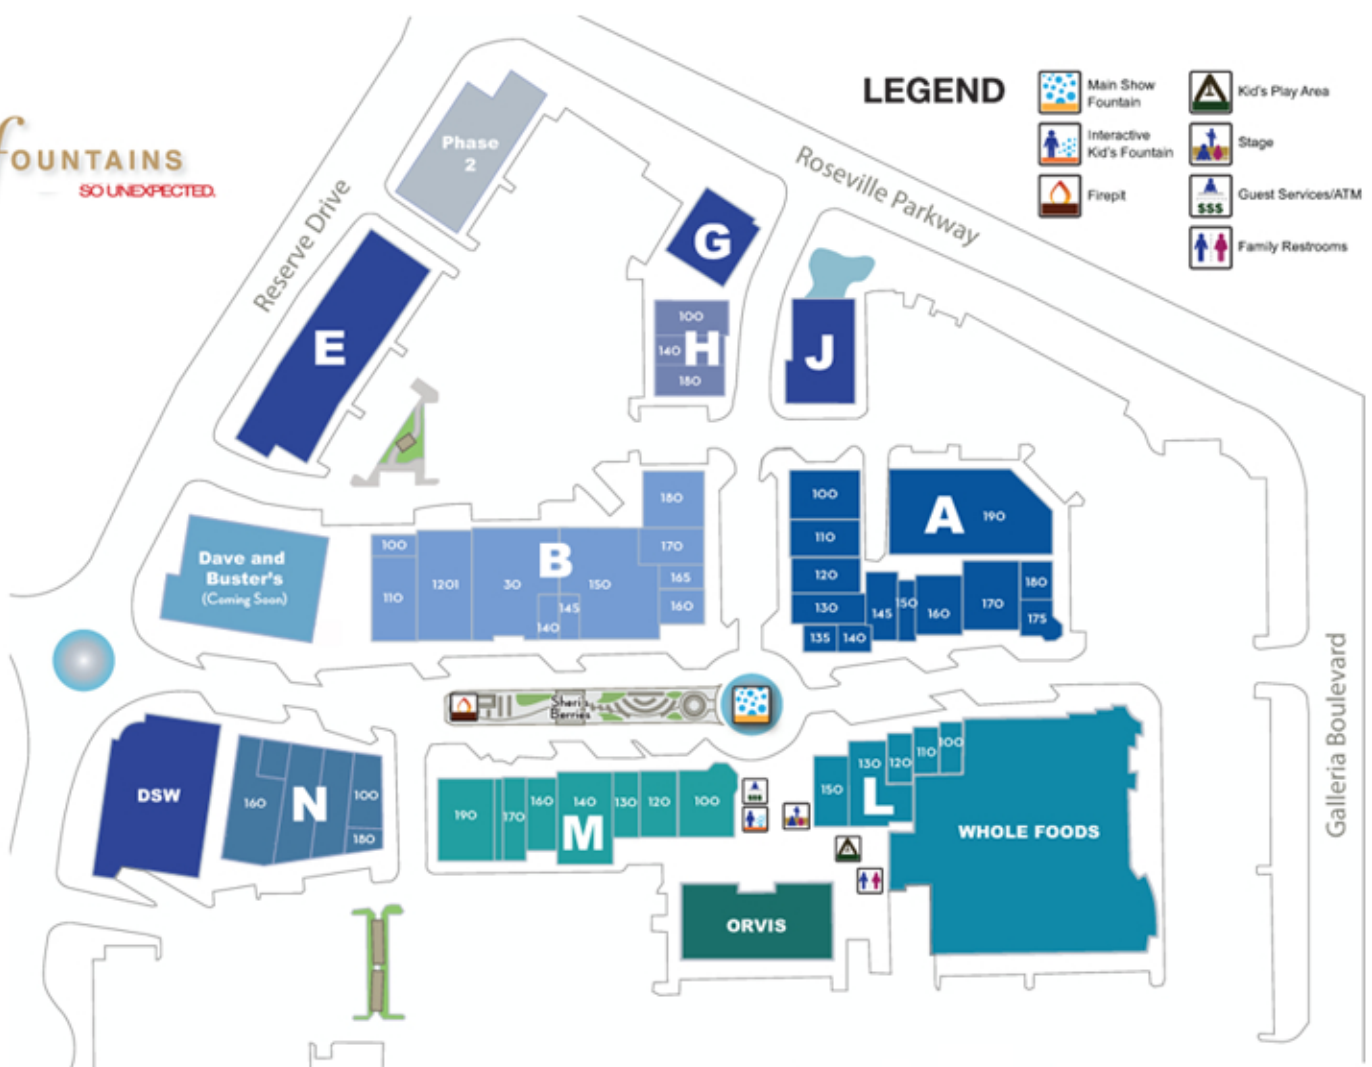 fOUNTAINS
SO UNEXPECTED.
LEGEND
Main Show
Fountain
Interactive
Kid's Fountain
Firepit
Kid's Play Area
Stage
$$$
Guest Services/ATM
Family Restrooms
Reserve Drive
Roseville Parkway
Galleria Boulevard
Phase
2
G
E
100
140
H
180
J
Dave and
Buster's
(Coming Soon)
100
110
1201
30
B
150
140
145
180
170
165
160
100
110
120
130
135
140
A
190
145
150
160
170
180
175
Sheri's
Berries
DSW
160
N
100
180
190
170
160
140
M
130
120
100
$$$
150
130
L
120
110
100
WHOLE FOODS
ORVIS